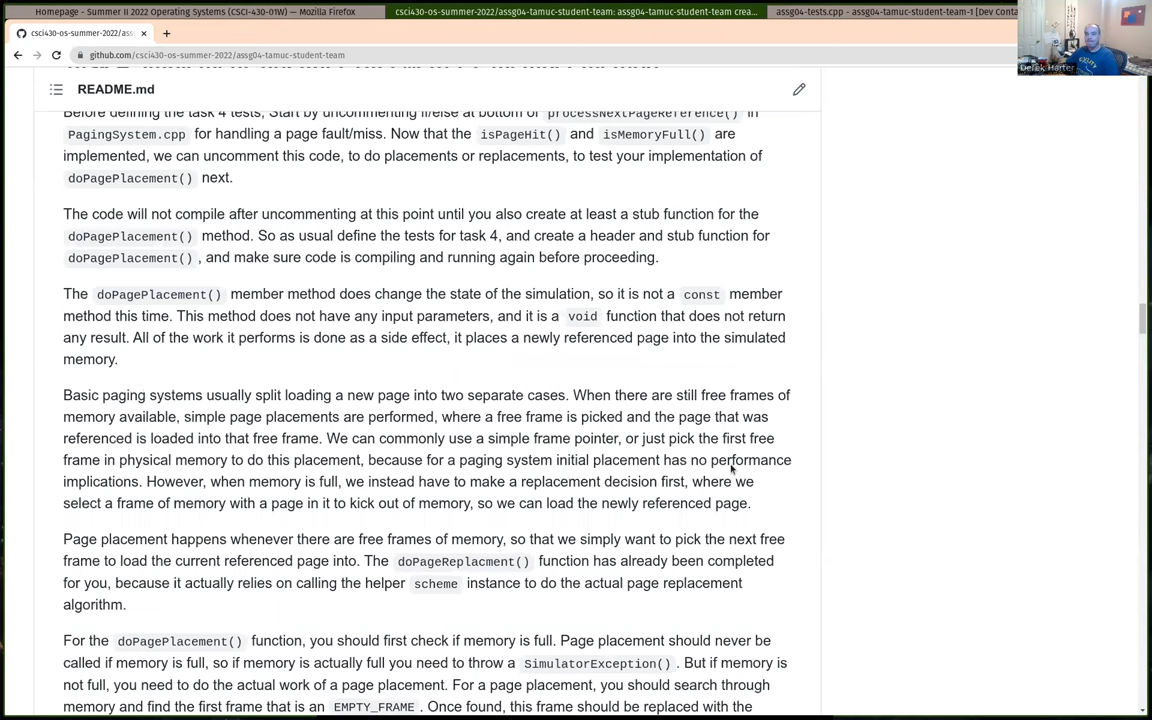 Homepage - Summer II 2022 Operating Systems (CSCI-430-01W) — Mozilla Firefox
csci430-os-summer-2022/assg04-tamuc-student-team: assg04-tamuc-student-team crea...
assg04-tests.cpp - assg04-tamuc-student-team-1 [Dev Conta
csci430-os-summer-2022/ass
github.com/csci430-os-summer-2022/assg04-tamuc-student-team
Derek Harter
README.md
Before defining the task 4 tests, Start by uncommenting if/else at bottom of processNextPageReference() in
PagingSystem.cpp for handling a page fault/miss. Now that the isPageHit() and isMemoryFull() are
implemented, we can uncomment this code, to do placements or replacements, to test your implementation of
doPagePlacement() next.
The code will not compile after uncommenting at this point until you also create at least a stub function for the
doPagePlacement() method. So as usual define the tests for task 4, and create a header and stub function for
doPagePlacement() , and make sure code is compiling and running again before proceeding.
The doPagePlacement() member method does change the state of the simulation, so it is not a const member
method this time. This method does not have any input parameters, and it is a void function that does not return
any result. All of the work it performs is done as a side effect, it places a newly referenced page into the simulated
memory.
Basic paging systems usually split loading a new page into two separate cases. When there are still free frames of
memory available, simple page placements are performed, where a free frame is picked and the page that was
referenced is loaded into that free frame. We can commonly use a simple frame pointer, or just pick the first free
frame in physical memory to do this placement, because for a paging system initial placement has no performance
implications. However, when memory is full, we instead have to make a replacement decision first, where we
select a frame of memory with a page in it to kick out of memory, so we can load the newly referenced page.
Page placement happens whenever there are free frames of memory, so that we simply want to pick the next free
frame to load the current referenced page into. The doPageReplacment() function has already been completed
for you, because it actually relies on calling the helper scheme instance to do the actual page replacement
algorithm.
For the doPagePlacement() function, you should first check if memory is full. Page placement should never be
called if memory is full, so if memory is actually full you need to throw a SimulatorException() . But if memory is
not full, you need to do the actual work of a page placement. For a page placement, you should search through
memory and find the first frame that is an EMPTY_FRAME . Once found, this frame should be replaced with the